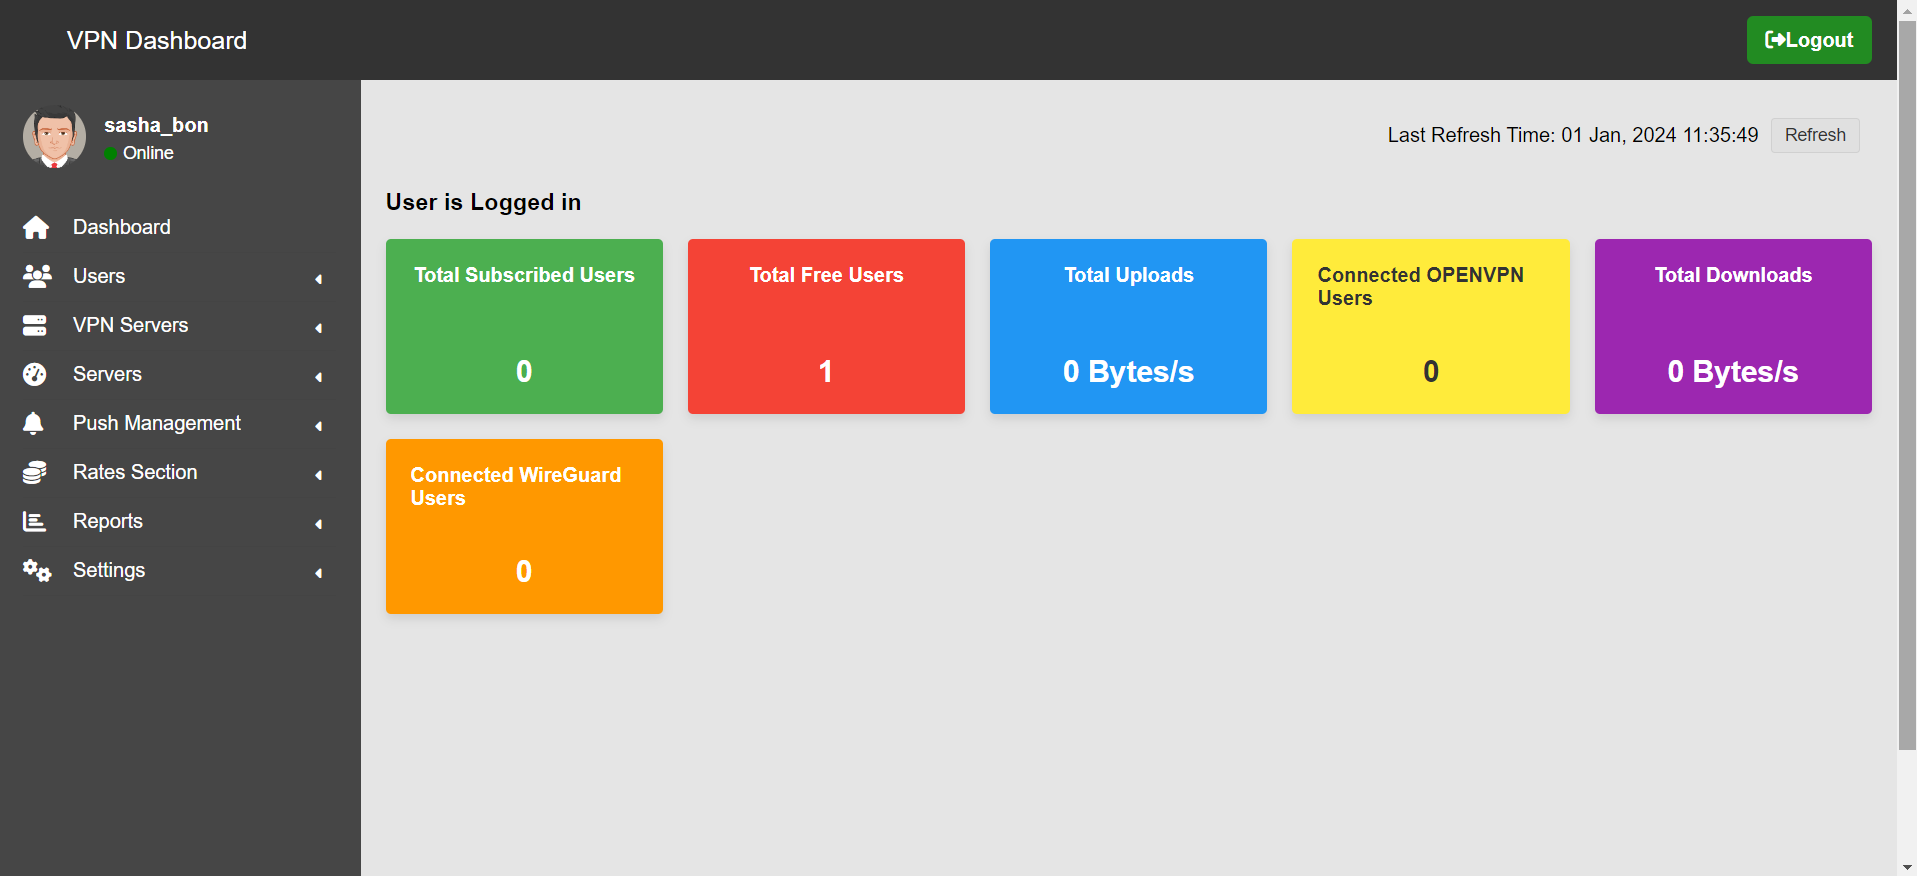 VPN Dashboard
Logout
sasha_bon
Online
Dashboard
Users
VPN Servers
Servers
Push Management
Rates Section
Reports
Settings
Last Refresh Time: 01 Jan, 2024 11:35:49
Refresh
User is Logged in
Total Subscribed Users
0
Total Free Users
1
Total Uploads
0 Bytes/s
Connected OPENVPN
Users
0
Total Downloads
0 Bytes/s
Connected WireGuard
Users
0